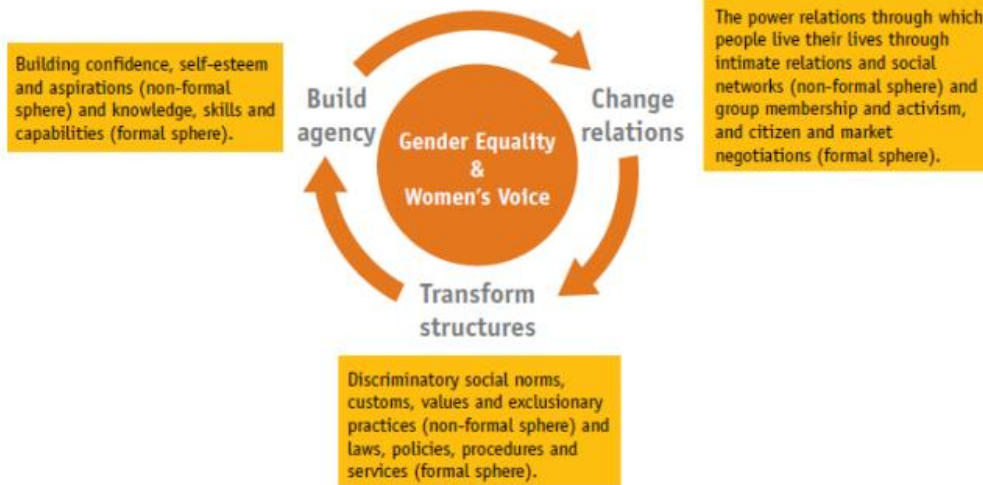 Building confidence, self-esteem
and aspirations (non-formal
sphere) and knowledge, skills and
capabilities (formal sphere).
Build
agency
Gender Equality
&
Women's Voice
Change
relations
The power relations through which
people live their lives through
intimate relations and social
networks (non-formal sphere) and
group membership and activism,
and citizen and market
negotiations (formal sphere).
Transform
structures
Discriminatory social norms,
customs, values and exclusionary
practices (non-formal sphere) and
laws, policies, procedures and
services (formal sphere).